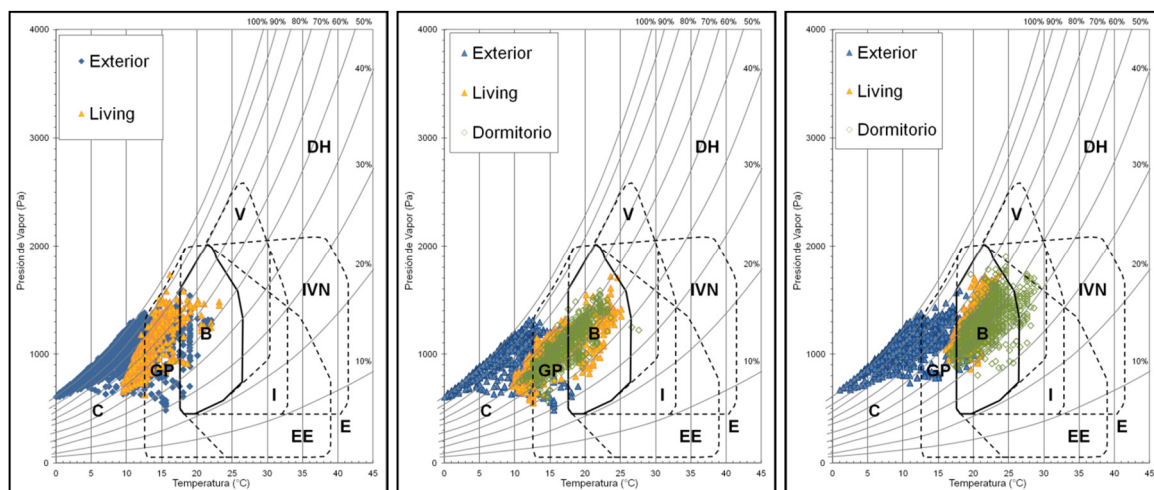 100% 90% 80% 70% 60% 50%
4000
Exterior
Living
40%
3000
DH
30%
V
2000
20%
IVN
B
1000
GP
10%
C
I
EE
E
0
0 5 10 15 20 25 30 35 40 45
Presión de Vapor (Pa)
Temperatura (°C)
100% 90% 80% 70% 60% 50%
4000
Exterior
Living
Dormitorio
40%
3000
DH
30%
V
2000
20%
IVN
B
1000
GP
10%
C
I
EE
E
0
0 5 10 15 20 25 30 35 40 45
Presión de Vapor (Pa)
Temperatura (°C)
100% 90% 80% 70% 60% 50%
4000
Exterior
Living
Dormitorio
40%
3000
DH
30%
V
2000
20%
IVN
B
1000
GP
10%
C
I
EE
E
0
0 5 10 15 20 25 30 35 40 45
Presión de Vapor (Pa)
Temperatura (°C)